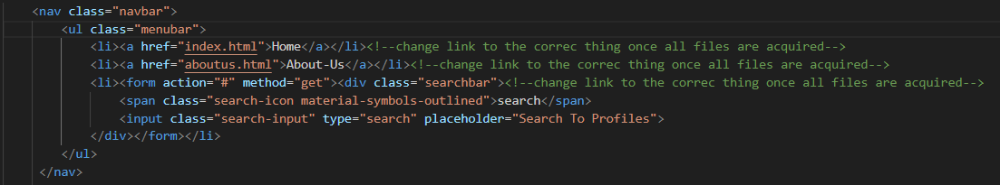 <nav class="navbar">
<ul class="menubar">
<li><a href="index.html">Home</a></li><!--change link to the correc thing once all files are acquired-->
<li><a href="aboutus.html">About-Us</a></li><!--change link to the correc thing once all files are acquired-->
<li><form action="#" method="get"><div class="searchbar"><!--change link to the correc thing once all files are acquired-->
<span class="search-icon material-symbols-outlined">search</span>
<input class="search-input" type="search" placeholder="Search To Profiles">
</div></form></li>
</ul>
</nav>